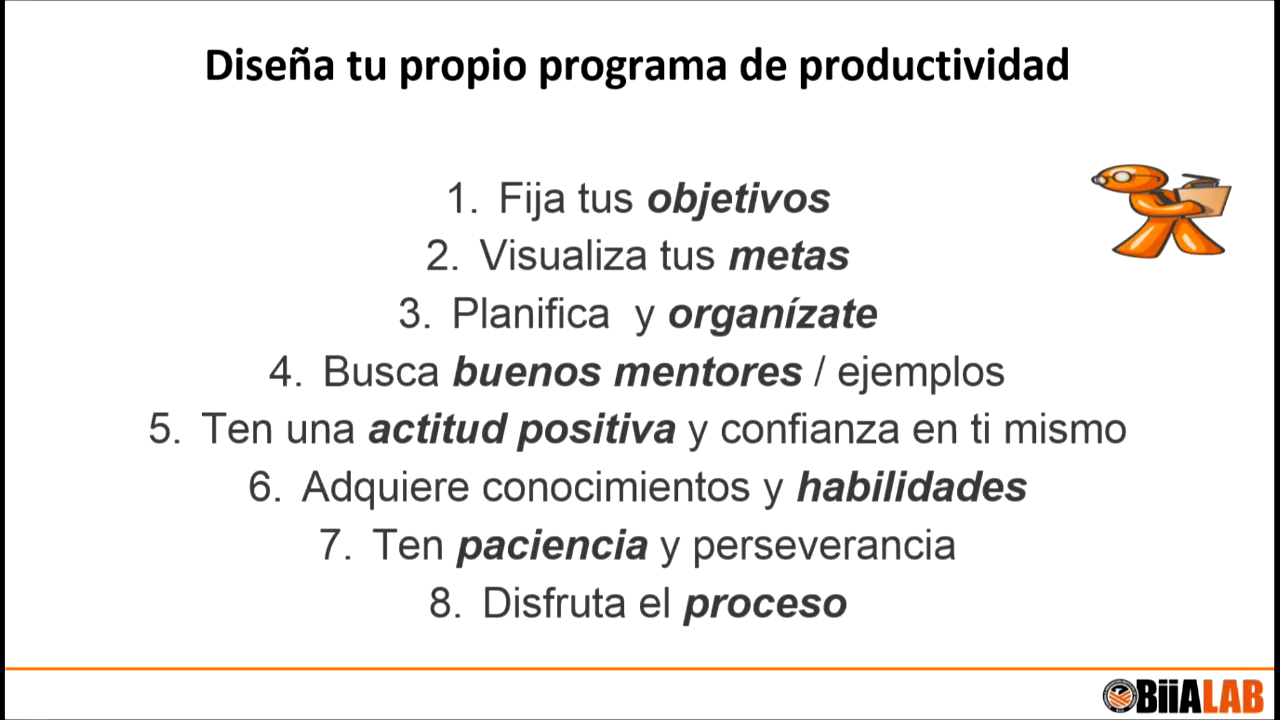 Diseña tu propio programa de productividad
1. Fija tus objetivos
2. Visualiza tus metas
3. Planifica y organízate
4. Busca buenos mentores / ejemplos
5. Ten una actitud positiva y confianza en ti mismo
6. Adquiere conocimientos y habilidades
7. Ten paciencia y perseverancia
8. Disfruta el proceso
BiiALAB